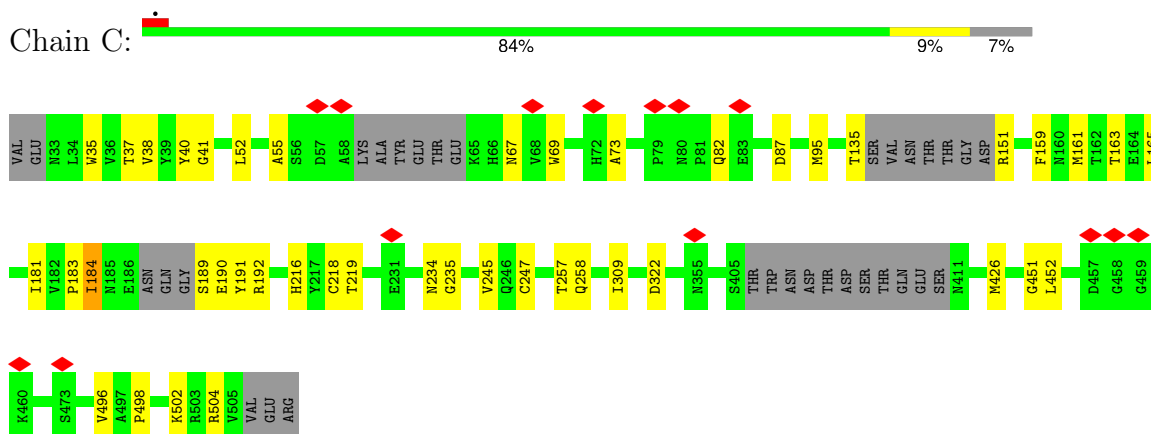 Chain C:
•
84% 9% 7%
VAL GLU N33 L34 W35 V36 T37 V38 Y39 Y40 G41 L52 A55 S56 D57 A58 LYS ALA TYR GLU THR GLU K65 H66 N67 V68 W69 H72 A73 P79 N80 P81 Q82 E83 D87 M95 T135 SER VAL ASN THR THR GLY ASP R151 F159 N160 M161 T162 T163 E164
I181 V182 P183 I184 N185 E186 ASN GLN GLY S189 E190 Y191 R192 H216 Y217 C218 T219 E231 N234 G235 V245 Q246 C247 T257 Q258 I309 D322 N355 S405 THR TRP ASN ASP THR ASP SER THR GLN GLU SER N411 M426 G451 L452 D457 G458 G459
K460 S473 V496 A497 P498 K502 R503 R504 V505 VAL GLU ARG